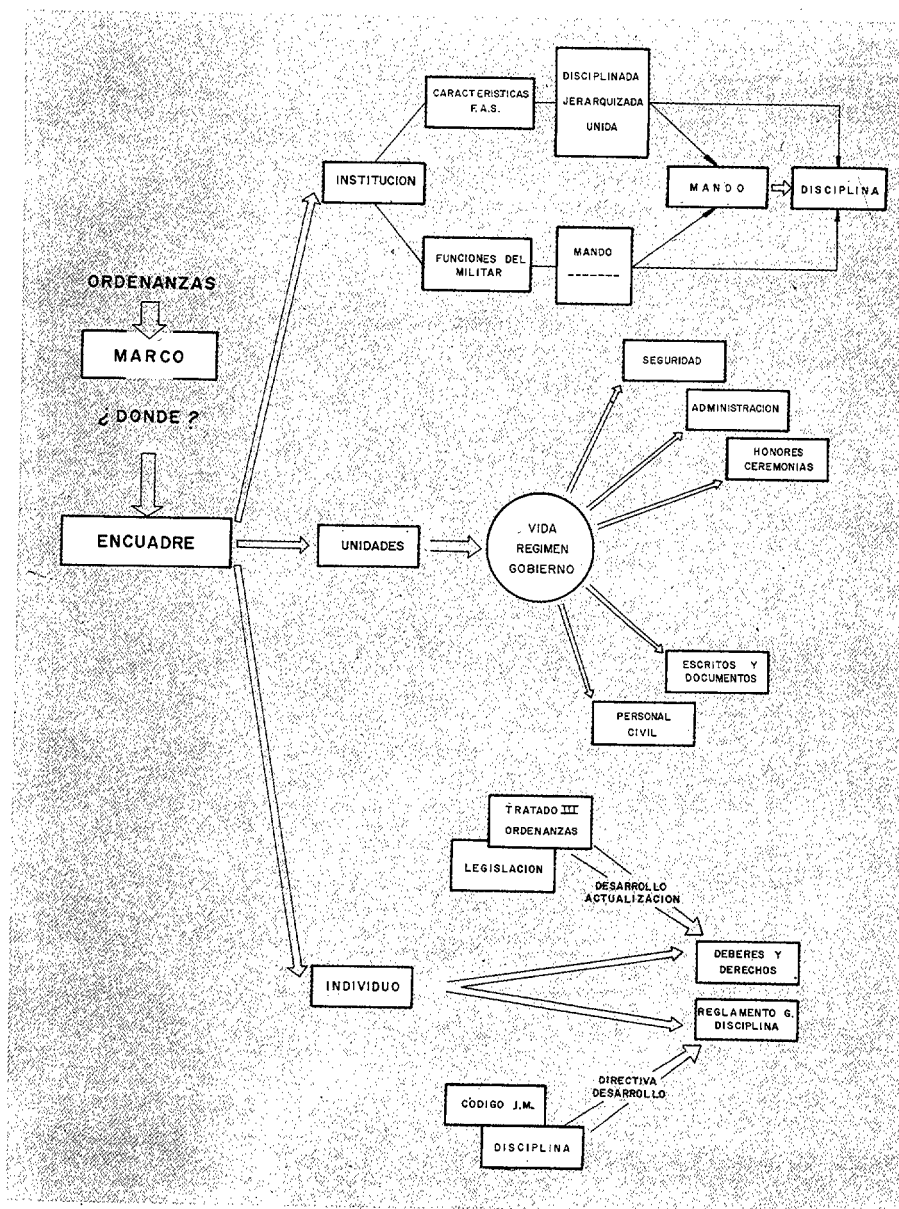 CARACTERISTICAS
F.A.S.
DISCIPLINADA
JERARQUIZADA
UNIDA
INSTITUCION
MANDO
DISCIPLINA
FUNCIONES DEL
MILITAR
MANDO
------
ORDENANZAS
MARCO
¿DONDE?
ENCUADRE
UNIDADES
VIDA
REGIMEN
GOBIERNO
SEGURIDAD
ADMINISTRACION
HONORES
CEREMONIAS
ESCRITOS Y
DOCUMENTOS
PERSONAL
CIVIL
TRATADO III
ORDENANZAS
LEGISLACION
DESARROLLO
ACTUALIZACION
INDIVIDUO
DEBERES Y
DERECHOS
REGLAMENTO G.
DISCIPLINA
DIRECTIVA
DESARROLLO
CODIGO J.M.
DISCIPLINA